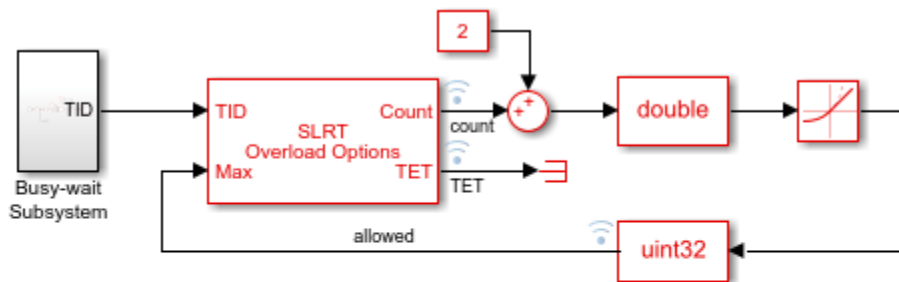 2
TID
Busy-wait
Subsystem
TID
Count
SLRT
Overload Options
Max
TET
count
TET
double
allowed
uint32